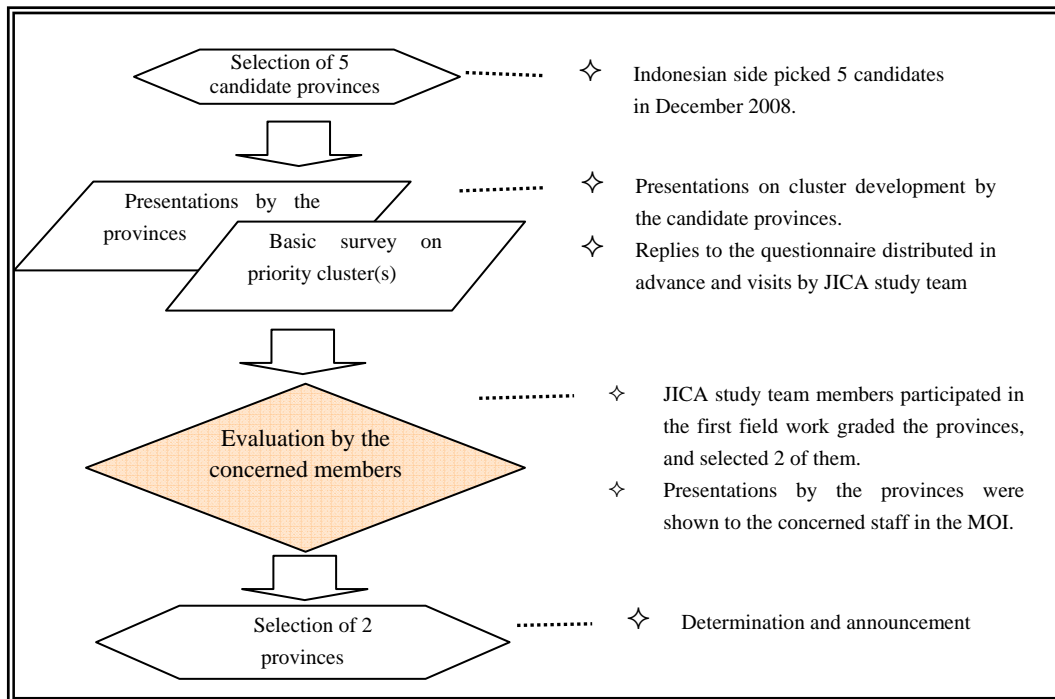 Selection of 5
candidate provinces
✧ Indonesian side picked 5 candidates
in December 2008.
Presentations by the
provinces
Basic survey on
priority cluster(s)
✧ Presentations on cluster development by
the candidate provinces.
✧ Replies to the questionnaire distributed in
advance and visits by JICA study team
Evaluation by the
concerned members
✧ JICA study team members participated in
the first field work graded the provinces,
and selected 2 of them.
✧ Presentations by the provinces were
shown to the concerned staff in the MOI.
Selection of 2
provinces
✧ Determination and announcement